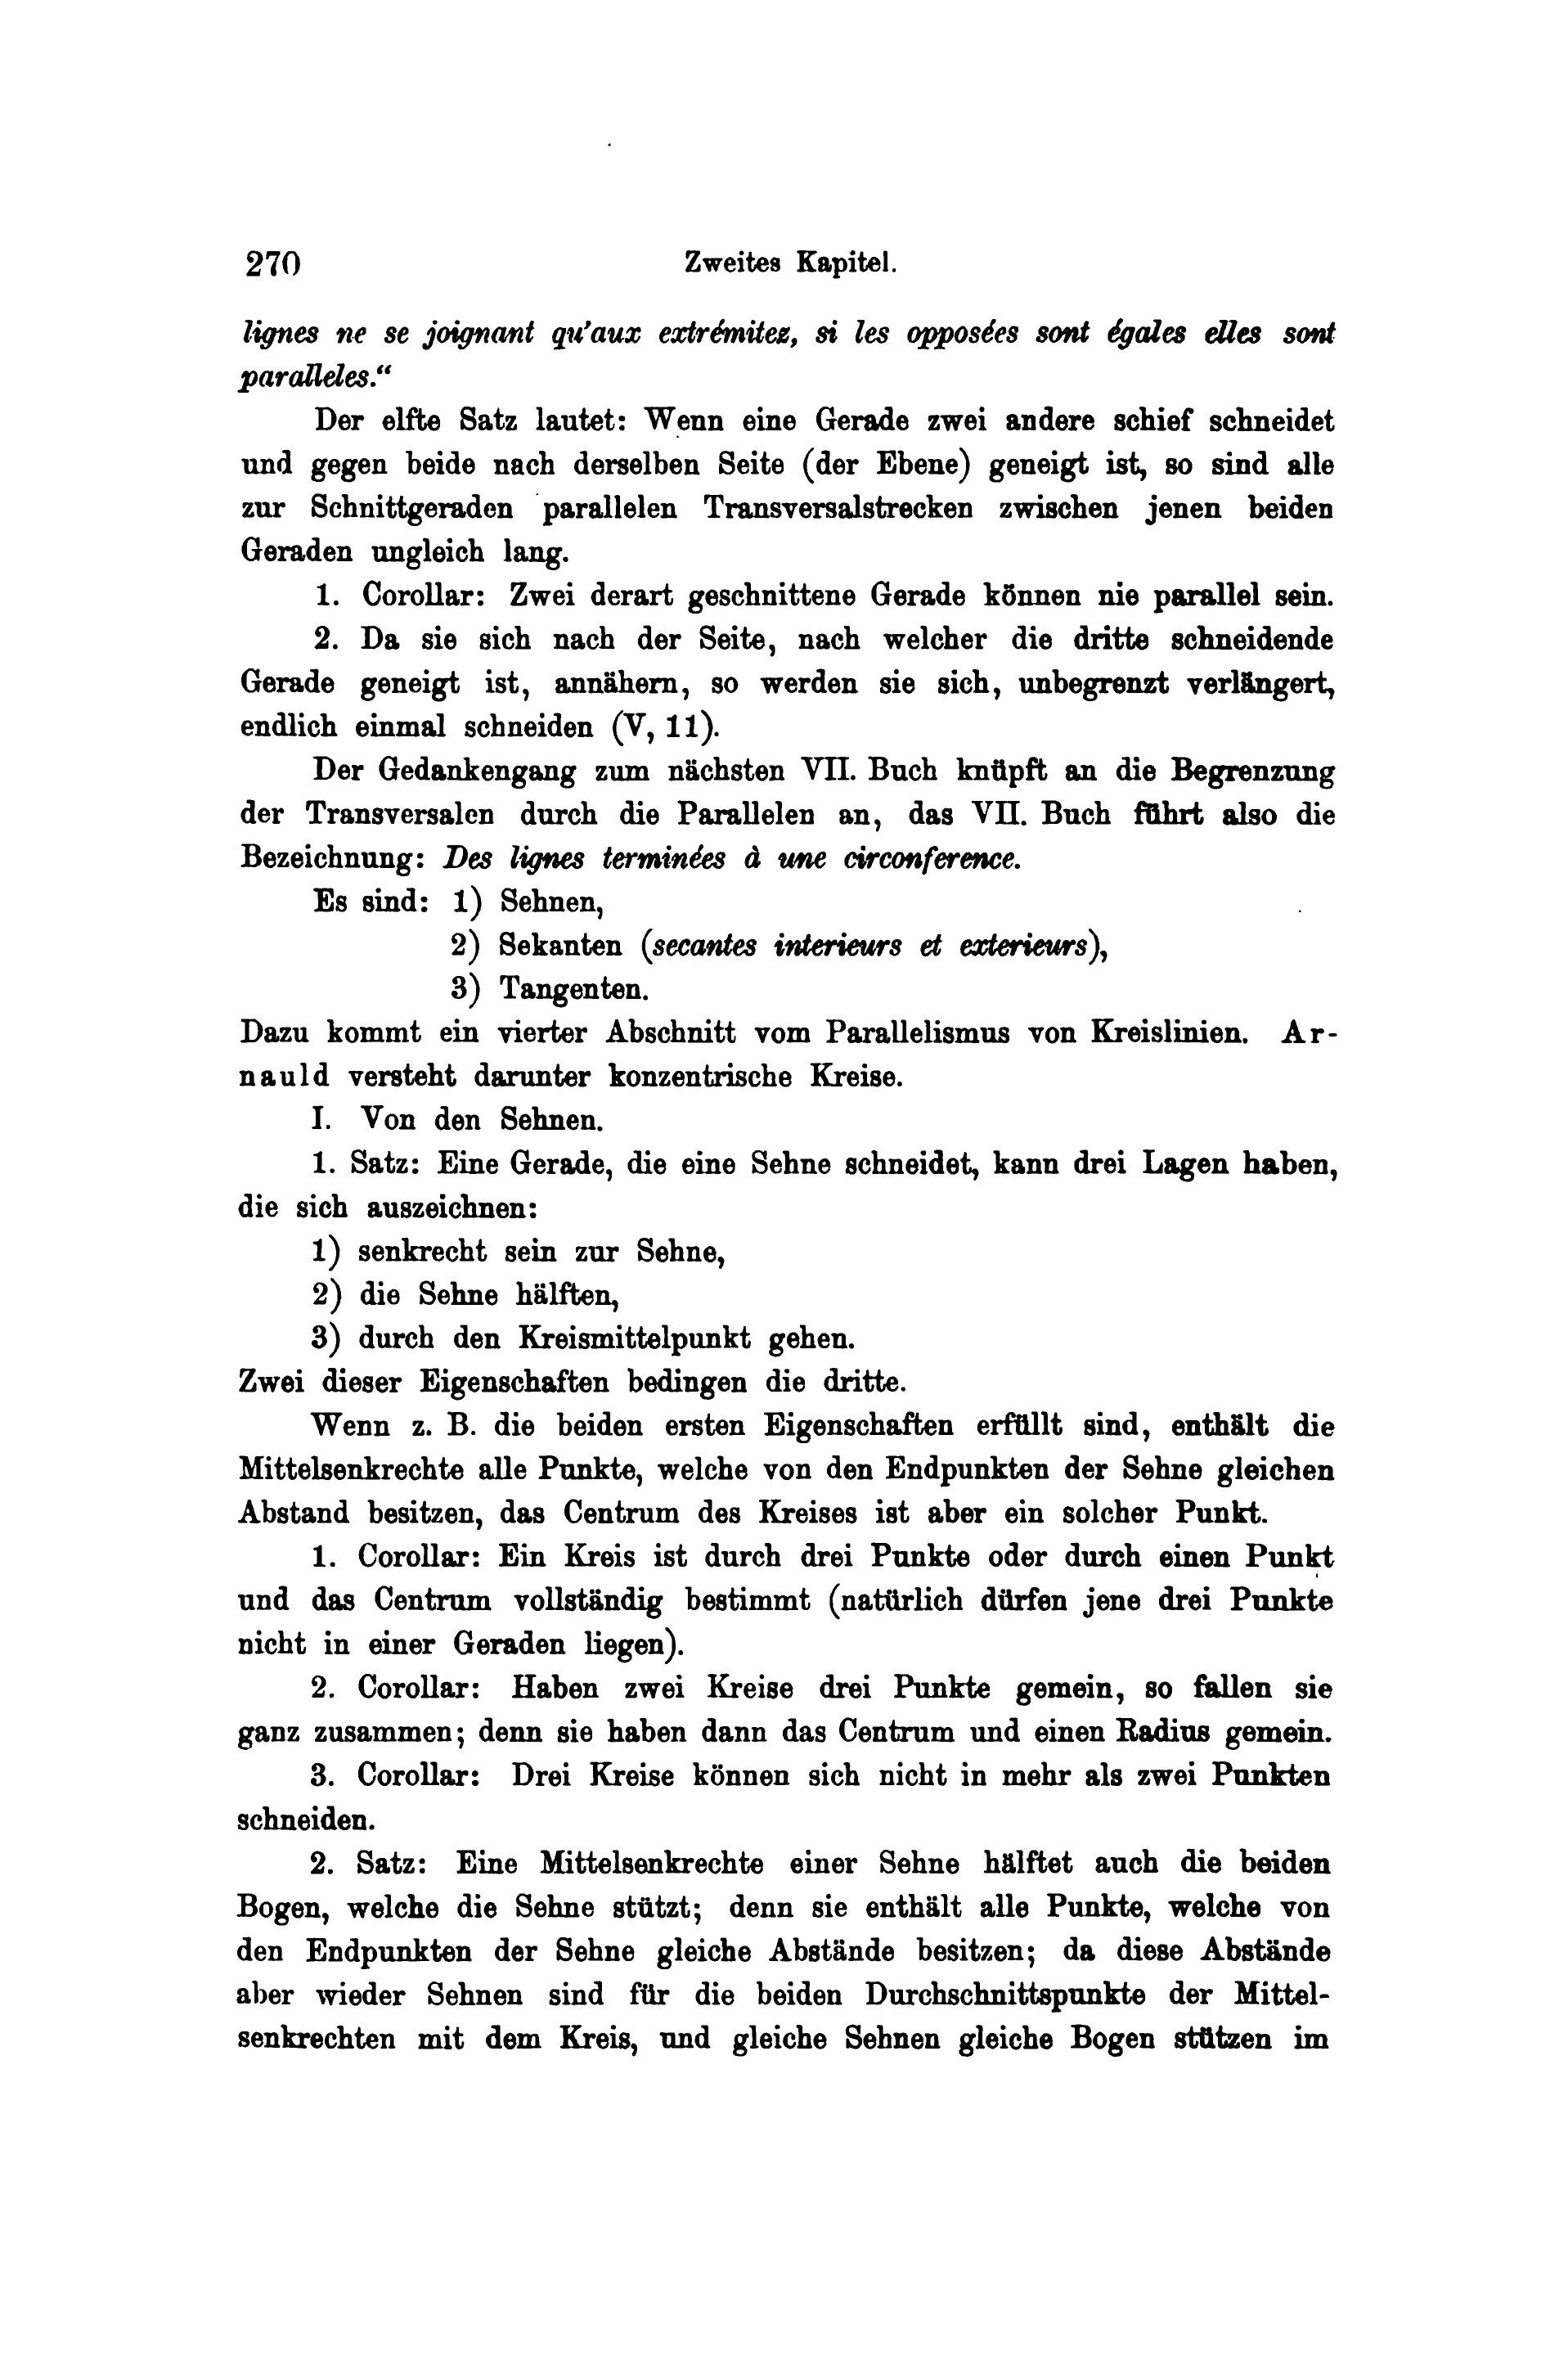 270 Zweites Kapitel.
lignes ne se joignant qu'aux extrémitez, si les opposées sont égales elles sont
paralleles.“
Der elfte Satz lautet: Wenn eine Gerade zwei andere schief schneidet
und gegen beide nach derselben Seite (der Ebene) geneigt ist, so sind alle
zur Schnittgeraden parallelen Transversalstrecken zwischen jenen beiden
Geraden ungleich lang.
1. Corollar: Zwei derart geschnittene Gerade können nie parallel sein.
2. Da sie sich nach der Seite, nach welcher die dritte schneidende
Gerade geneigt ist, annähern, so werden sie sich, unbegrenzt verlängert,
endlich einmal schneiden (V, 11).
Der Gedankengang zum nächsten VII. Buch knüpft an die Begrenzung
der Transversalen durch die Parallelen an, das VII. Buch führt also die
Bezeichnung: Des lignes terminées à une circonference.
Es sind: 1) Sehnen,
2) Sekanten (secantes interieurs et exterieurs),
3) Tangenten.
Dazu kommt ein vierter Abschnitt vom Parallelismus von Kreislinien. Ar-
nauld versteht darunter konzentrische Kreise.
I. Von den Sehnen.
1. Satz: Eine Gerade, die eine Sehne schneidet, kann drei Lagen haben,
die sich auszeichnen:
1) senkrecht sein zur Sehne,
2) die Sehne hälften,
3) durch den Kreismittelpunkt gehen.
Zwei dieser Eigenschaften bedingen die dritte.
Wenn z. B. die beiden ersten Eigenschaften erfüllt sind, enthält die
Mittelsenkrechte alle Punkte, welche von den Endpunkten der Sehne gleichen
Abstand besitzen, das Centrum des Kreises ist aber ein solcher Punkt.
1. Corollar: Ein Kreis ist durch drei Punkte oder durch einen Punkt
und das Centrum vollständig bestimmt (natürlich dürfen jene drei Punkte
nicht in einer Geraden liegen).
2. Corollar: Haben zwei Kreise drei Punkte gemein, so fallen sie
ganz zusammen; denn sie haben dann das Centrum und einen Radius gemein.
3. Corollar: Drei Kreise können sich nicht in mehr als zwei Punkten
schneiden.
2. Satz: Eine Mittelsenkrechte einer Sehne hälftet auch die beiden
Bogen, welche die Sehne stützt; denn sie enthält alle Punkte, welche von
den Endpunkten der Sehne gleiche Abstände besitzen; da diese Abstände
aber wieder Sehnen sind für die beiden Durchschnittspunkte der Mittel-
senkrechten mit dem Kreis, und gleiche Sehnen gleiche Bogen stützen im